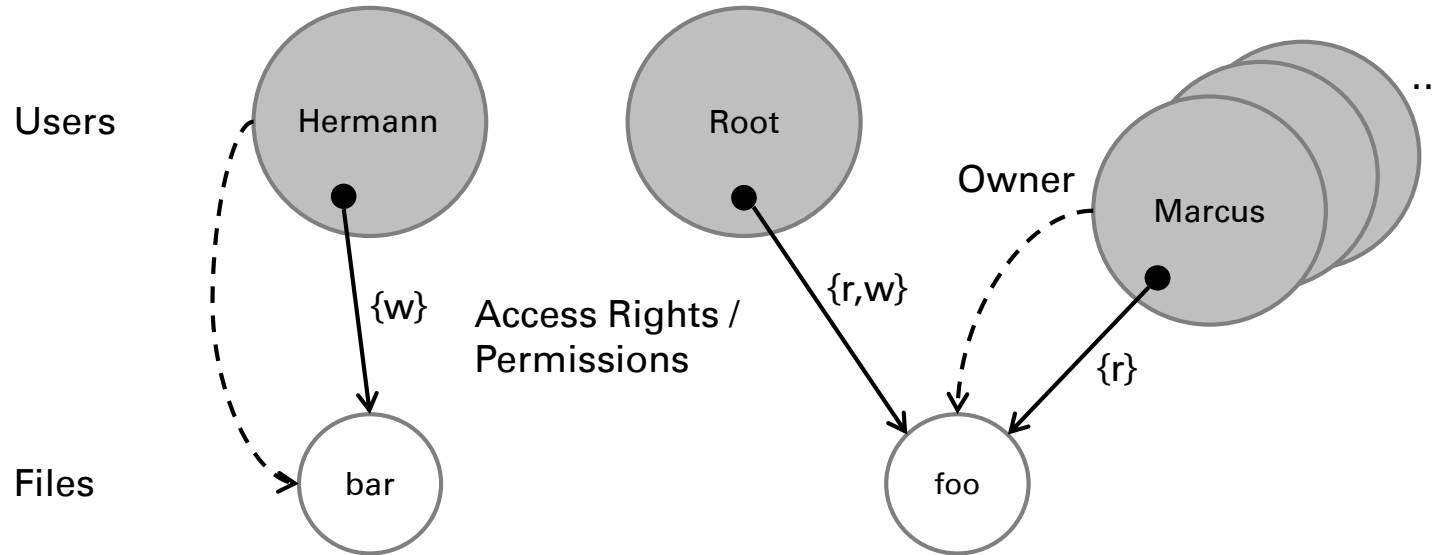 Users
Hermann
Root
..
Owner
Marcus
{w}
Access Rights /
Permissions
{r,w}
{r}
Files
bar
foo